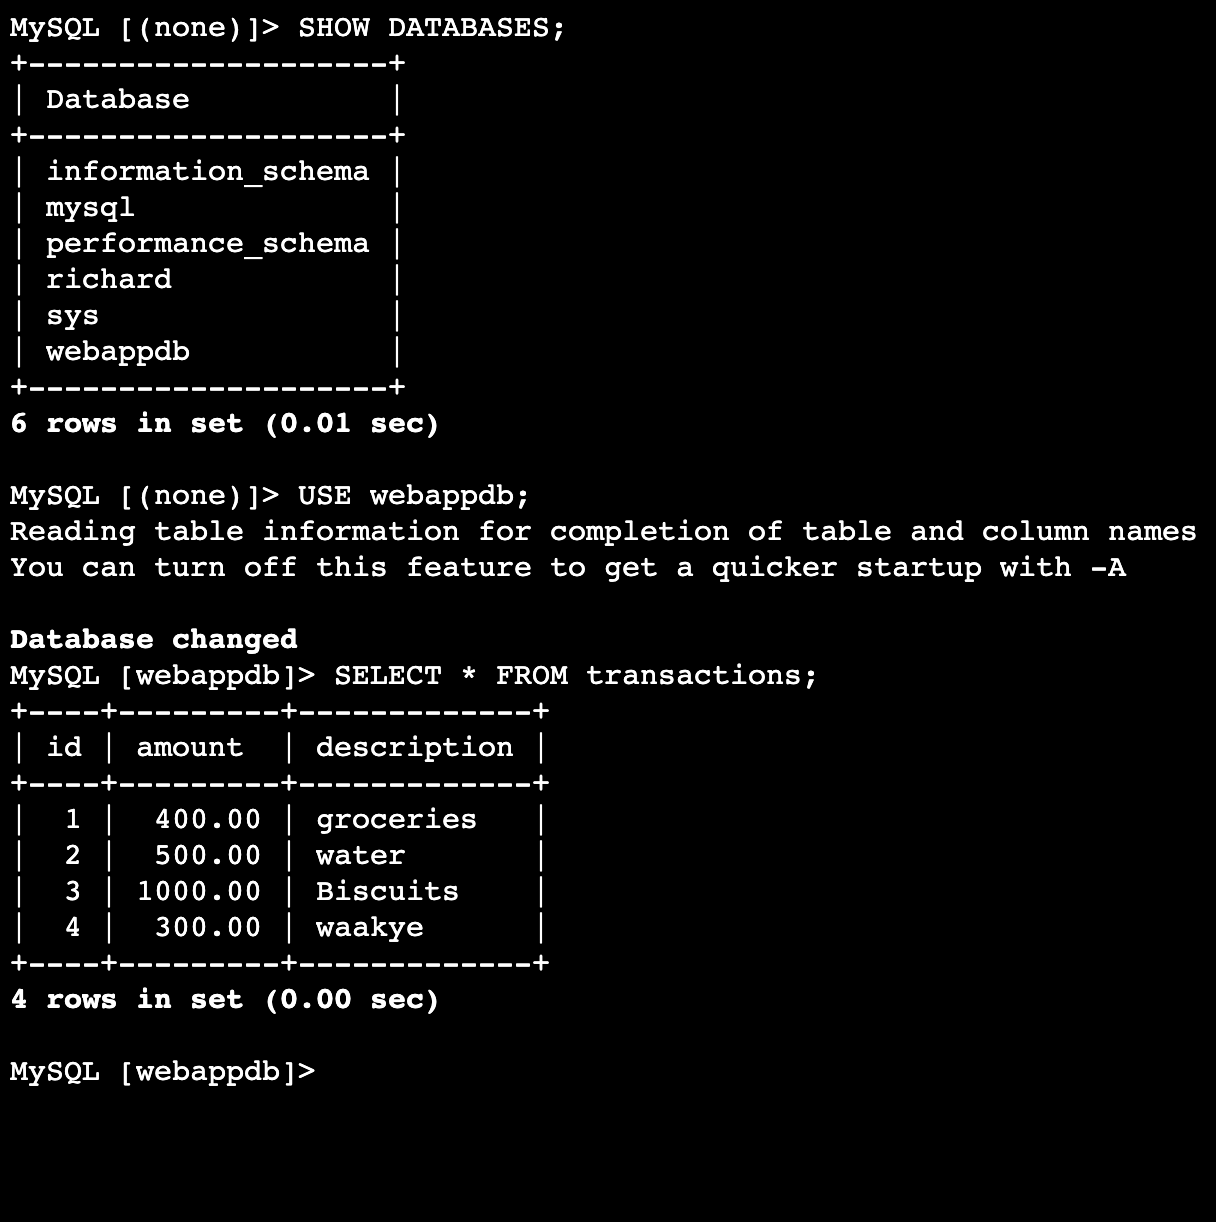 MySQL [(none)]> SHOW DATABASES;
+--------------------+
| Database           |
+--------------------+
| information_schema |
| mysql              |
| performance_schema |
| richard            |
| sys                |
| webappdb           |
+--------------------+
6 rows in set (0.01 sec)

MySQL [(none)]> USE webappdb;
Reading table information for completion of table and column names
You can turn off this feature to get a quicker startup with -A

Database changed
MySQL [webappdb]> SELECT * FROM transactions;
+----+---------+-------------+
| id | amount  | description |
+----+---------+-------------+
|  1 |  400.00 | groceries   |
|  2 |  500.00 | water       |
|  3 | 1000.00 | Biscuits    |
|  4 |  300.00 | waakye      |
+----+---------+-------------+
4 rows in set (0.00 sec)

MySQL [webappdb]>